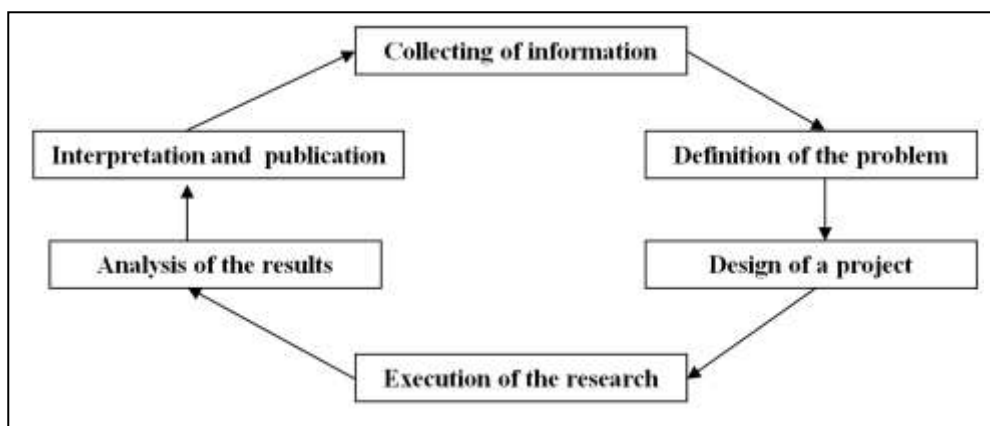 Collecting of information
Interpretation and publication
Definition of the problem
Analysis of the results
Design of a project
Execution of the research